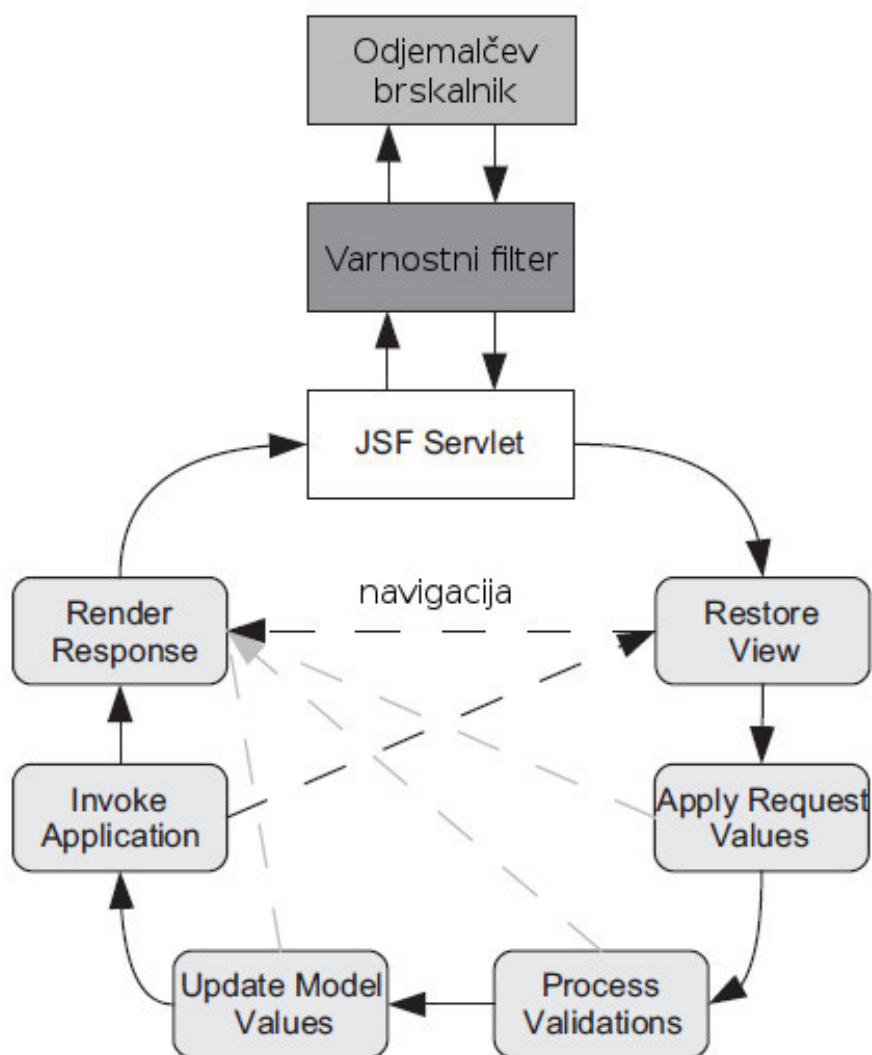 Odjemalčev
brskalnik
Varnostni filter
JSF Servlet
navigacija
Render
Response
Restore
View
Invoke
Application
Apply Request
Values
Update Model
Values
Process
Validations